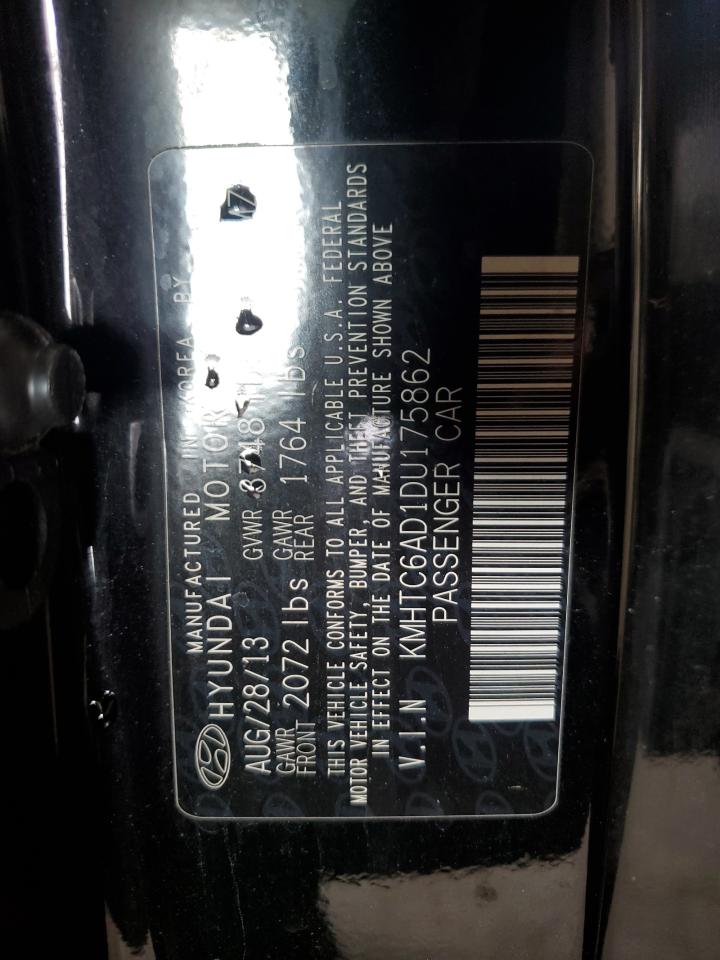 MANUFACTURED IN KOREA BY
HYUNDAI MOTOR
AUG/28/13 GVWR 3748
GAWR FRONT 2072 lbs GAWR REAR 1764 lbs
THIS VEHICLE CONFORMS TO ALL APPLICABLE U.S.A. FEDERAL
MOTOR VEHICLE SAFETY, BUMPER, AND THEFT PREVENTION STANDARDS
IN EFFECT ON THE DATE OF MANUFACTURE SHOWN ABOVE
V.I.N KMHTC6AD1DU175862
PASSENGER CAR